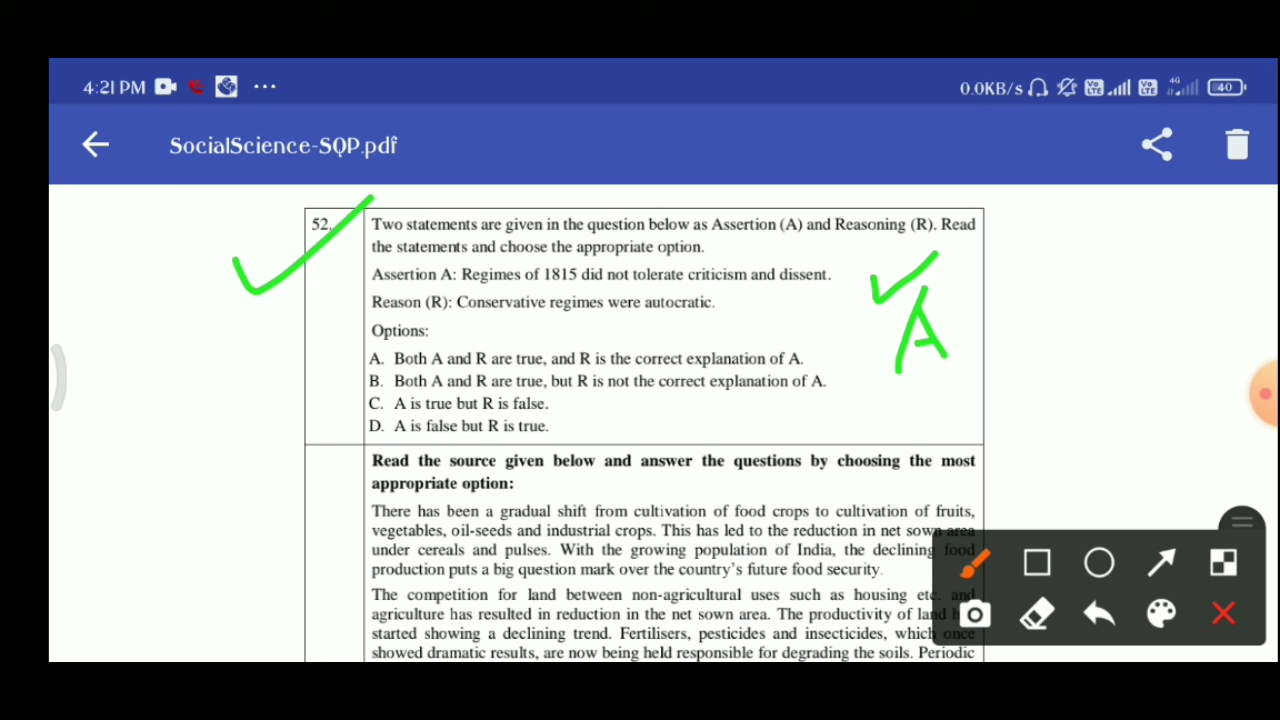 4:21 PM ...
0.0KB/s 4G 40
SocialScience-SQP.pdf
52. Two statements are given in the question below as Assertion (A) and Reasoning (R). Read
the statements and choose the appropriate option.
Assertion A: Regimes of 1815 did not tolerate criticism and dissent.
Reason (R): Conservative regimes were autocratic.
A
Options:
A. Both A and R are true, and R is the correct explanation of A.
B. Both A and R are true, but R is not the correct explanation of A.
C. A is true but R is false.
D. A is false but R is true.
Read the source given below and answer the questions by choosing the most
appropriate option:
There has been a gradual shift from cultivation of food crops to cultivation of fruits,
vegetables, oil-seeds and industrial crops. This has led to the reduction in net sown area
under cereals and pulses. With the growing population of India, the declining food
production puts a big question mark over the country's future food security.
The competition for land between non-agricultural uses such as housing etc. and
agriculture has resulted in reduction in the net sown area. The productivity of land
started showing a declining trend. Fertilisers, pesticides and insecticides, which once
showed dramatic results, are now being held responsible for degrading the soils. Periodic